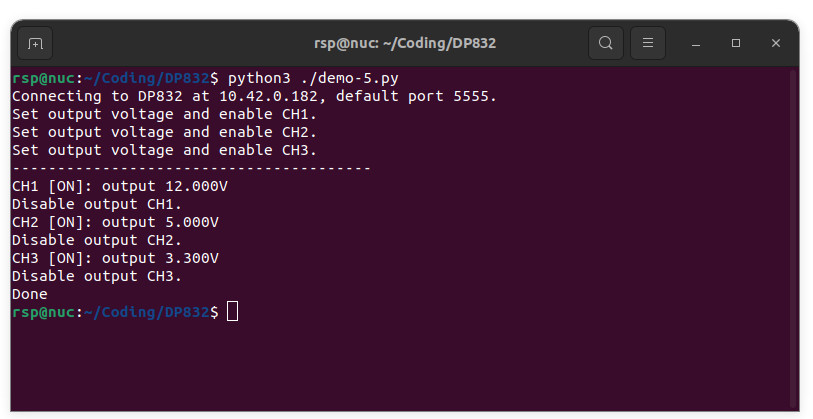 rsp@nuc: ~/Coding/DP832
rsp@nuc:~/Coding/DP832$ python3 ./demo-5.py
Connecting to DP832 at 10.42.0.182, default port 5555.
Set output voltage and enable CH1.
Set output voltage and enable CH2.
Set output voltage and enable CH3.
----------------------------------------
CH1 [ON]: output 12.000V
Disable output CH1.
CH2 [ON]: output 5.000V
Disable output CH2.
CH3 [ON]: output 3.300V
Disable output CH3.
Done
rsp@nuc:~/Coding/DP832$